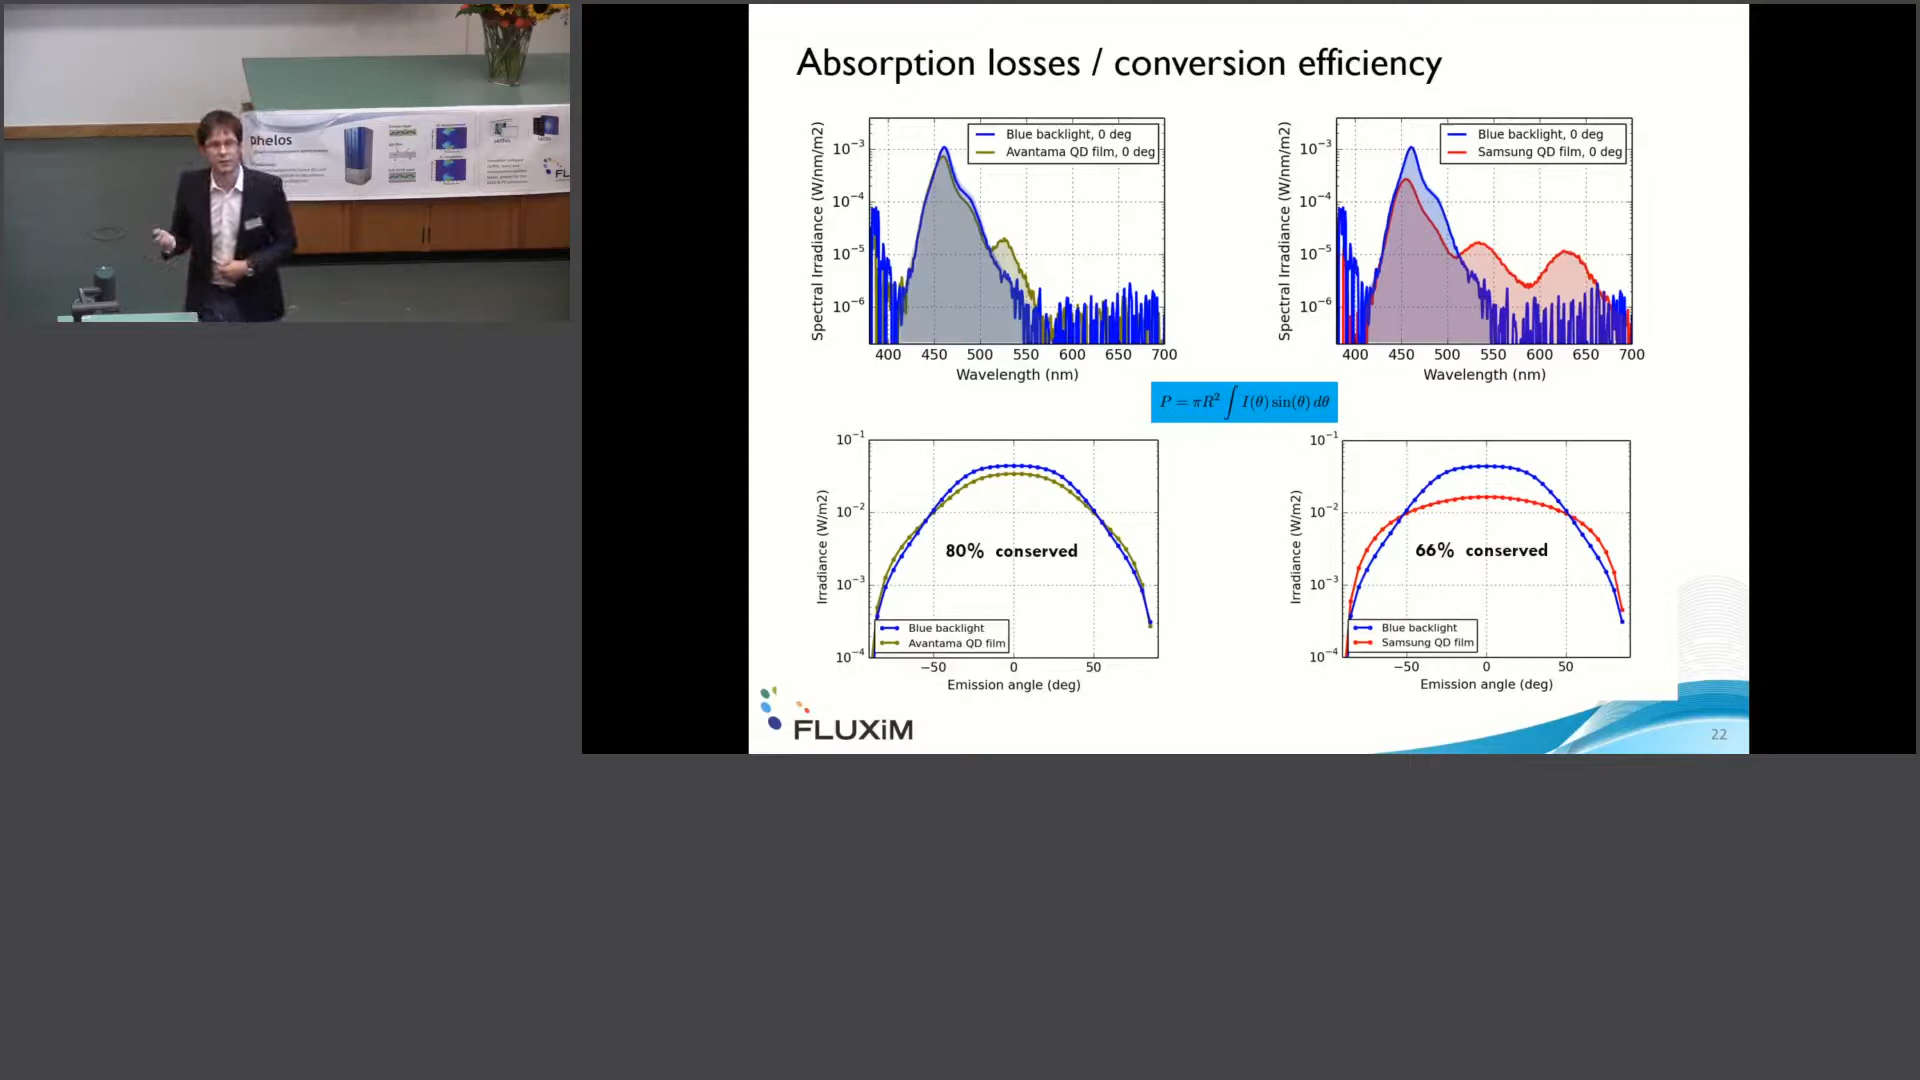 phelos
FLU
Absorption losses / conversion efficiency
Spectral Irradiance (W/nm/m2)
10⁻³
10⁻⁴
10⁻⁵
10⁻⁶
Blue backlight, 0 deg
Avantama QD film, 0 deg
400 450 500 550 600 650 700
Wavelength (nm)
Spectral Irradiance (W/nm/m2)
10⁻³
10⁻⁴
10⁻⁵
10⁻⁶
Blue backlight, 0 deg
Samsung QD film, 0 deg
400 450 500 550 600 650 700
Wavelength (nm)
P = πR² ∫ I(θ) sin(θ) dθ
Irradiance (W/m2)
10⁻¹
10⁻²
10⁻³
10⁻⁴
80% conserved
Blue backlight
Avantama QD film
−50 0 50
Emission angle (deg)
Irradiance (W/m2)
10⁻¹
10⁻²
10⁻³
10⁻⁴
66% conserved
Blue backlight
Samsung QD film
−50 0 50
Emission angle (deg)
FLUXiM
22